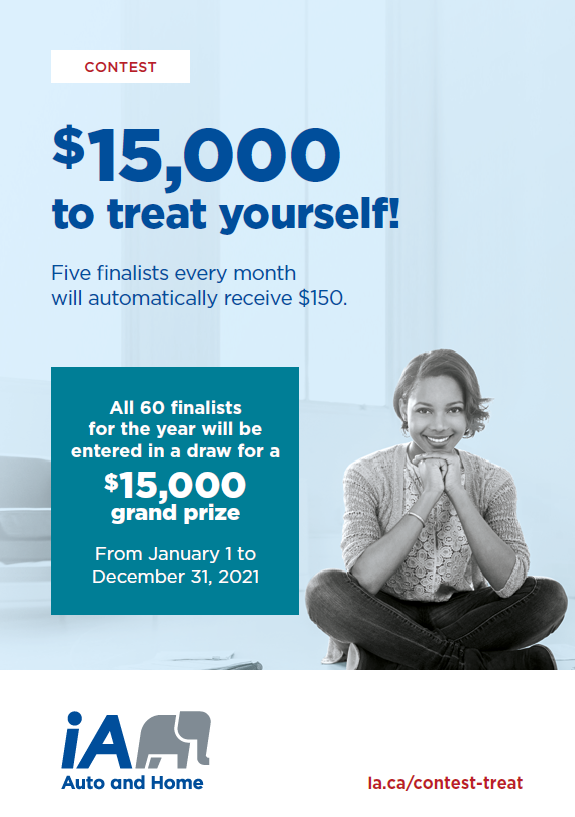 CONTEST
$15,000
to treat yourself!
Five finalists every month
will automatically receive $150.
All 60 finalists
for the year will be
entered in a draw for a
$15,000
grand prize
From January 1 to
December 31, 2021
iA
Auto and Home
ia.ca/contest-treat